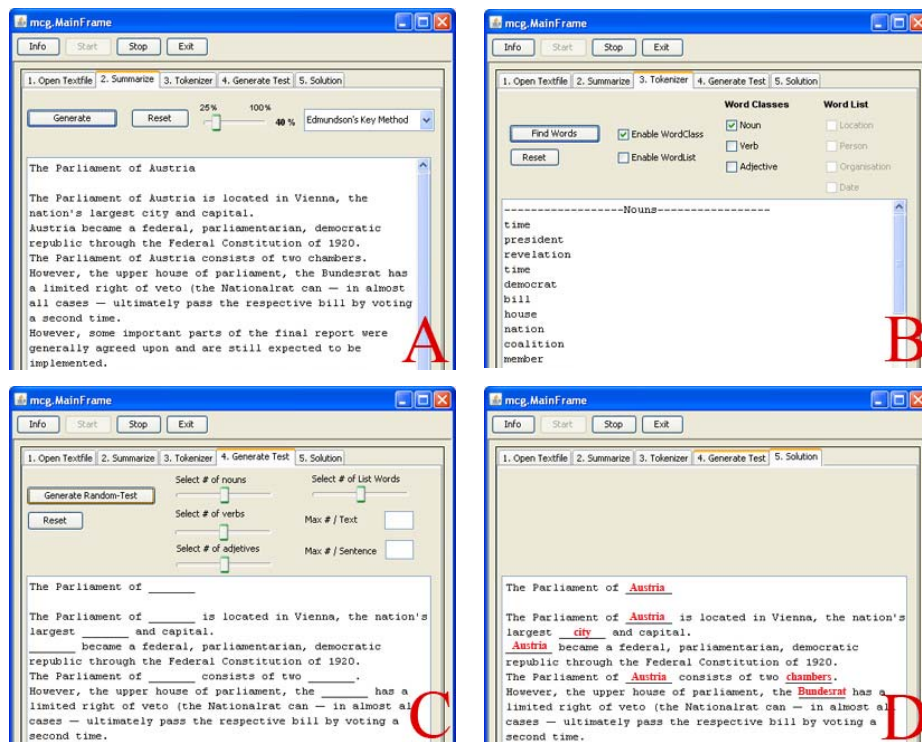 mcg.MainFrame
Info Start Stop Exit
1. Open Textfile 2. Summarize 3. Tokenizer 4. Generate Test 5. Solution
25% 100%
Generate Reset 40 % Edmundson's Key Method
The Parliament of Austria
The Parliament of Austria is located in Vienna, the
nation's largest city and capital.
Austria became a federal, parliamentarian, democratic
republic through the Federal Constitution of 1920.
The Parliament of Austria consists of two chambers.
However, the upper house of parliament, the Bundesrat has
a limited right of veto (the Nationalrat can — in almost
all cases — ultimately pass the respective bill by voting
a second time.
However, some important parts of the final report were
generally agreed upon and are still expected to be
implemented.
A
mcg.MainFrame
Info Start Stop Exit
1. Open Textfile 2. Summarize 3. Tokenizer 4. Generate Test 5. Solution
Word Classes Word List
Find Words Enable WordClass Noun Location
Reset Enable WordList Verb Person
Adjective Organisation
Date
------------------Nouns-----------------
time
president
revelation
time
democrat
bill
house
nation
coalition
member
B
mcg.MainFrame
Info Start Stop Exit
1. Open Textfile 2. Summarize 3. Tokenizer 4. Generate Test 5. Solution
Select # of nouns Select # of List Words
Generate Random-Test
Select # of verbs Max # / Text
Reset
Select # of adjetives Max # / Sentence
The Parliament of _______
The Parliament of _______ is located in Vienna, the nation's
largest _______ and capital.
_______ became a federal, parliamentarian, democratic
republic through the Federal Constitution of 1920.
The Parliament of _______ consists of two _______.
However, the upper house of parliament, the _______ has a
limited right of veto (the Nationalrat can — in almost al
cases — ultimately pass the respective bill by voting a
second time.
C
mcg.MainFrame
Info Start Stop Exit
1. Open Textfile 2. Summarize 3. Tokenizer 4. Generate Test 5. Solution
The Parliament of Austria
The Parliament of Austria is located in Vienna, the nation's
largest city and capital.
Austria became a federal, parliamentarian, democratic
republic through the Federal Constitution of 1920.
The Parliament of Austria consists of two chambers.
However, the upper house of parliament, the Bundesrat has a
limited right of veto (the Nationalrat can — in almost al
cases — ultimately pass the respective bill by voting a
second time.
D